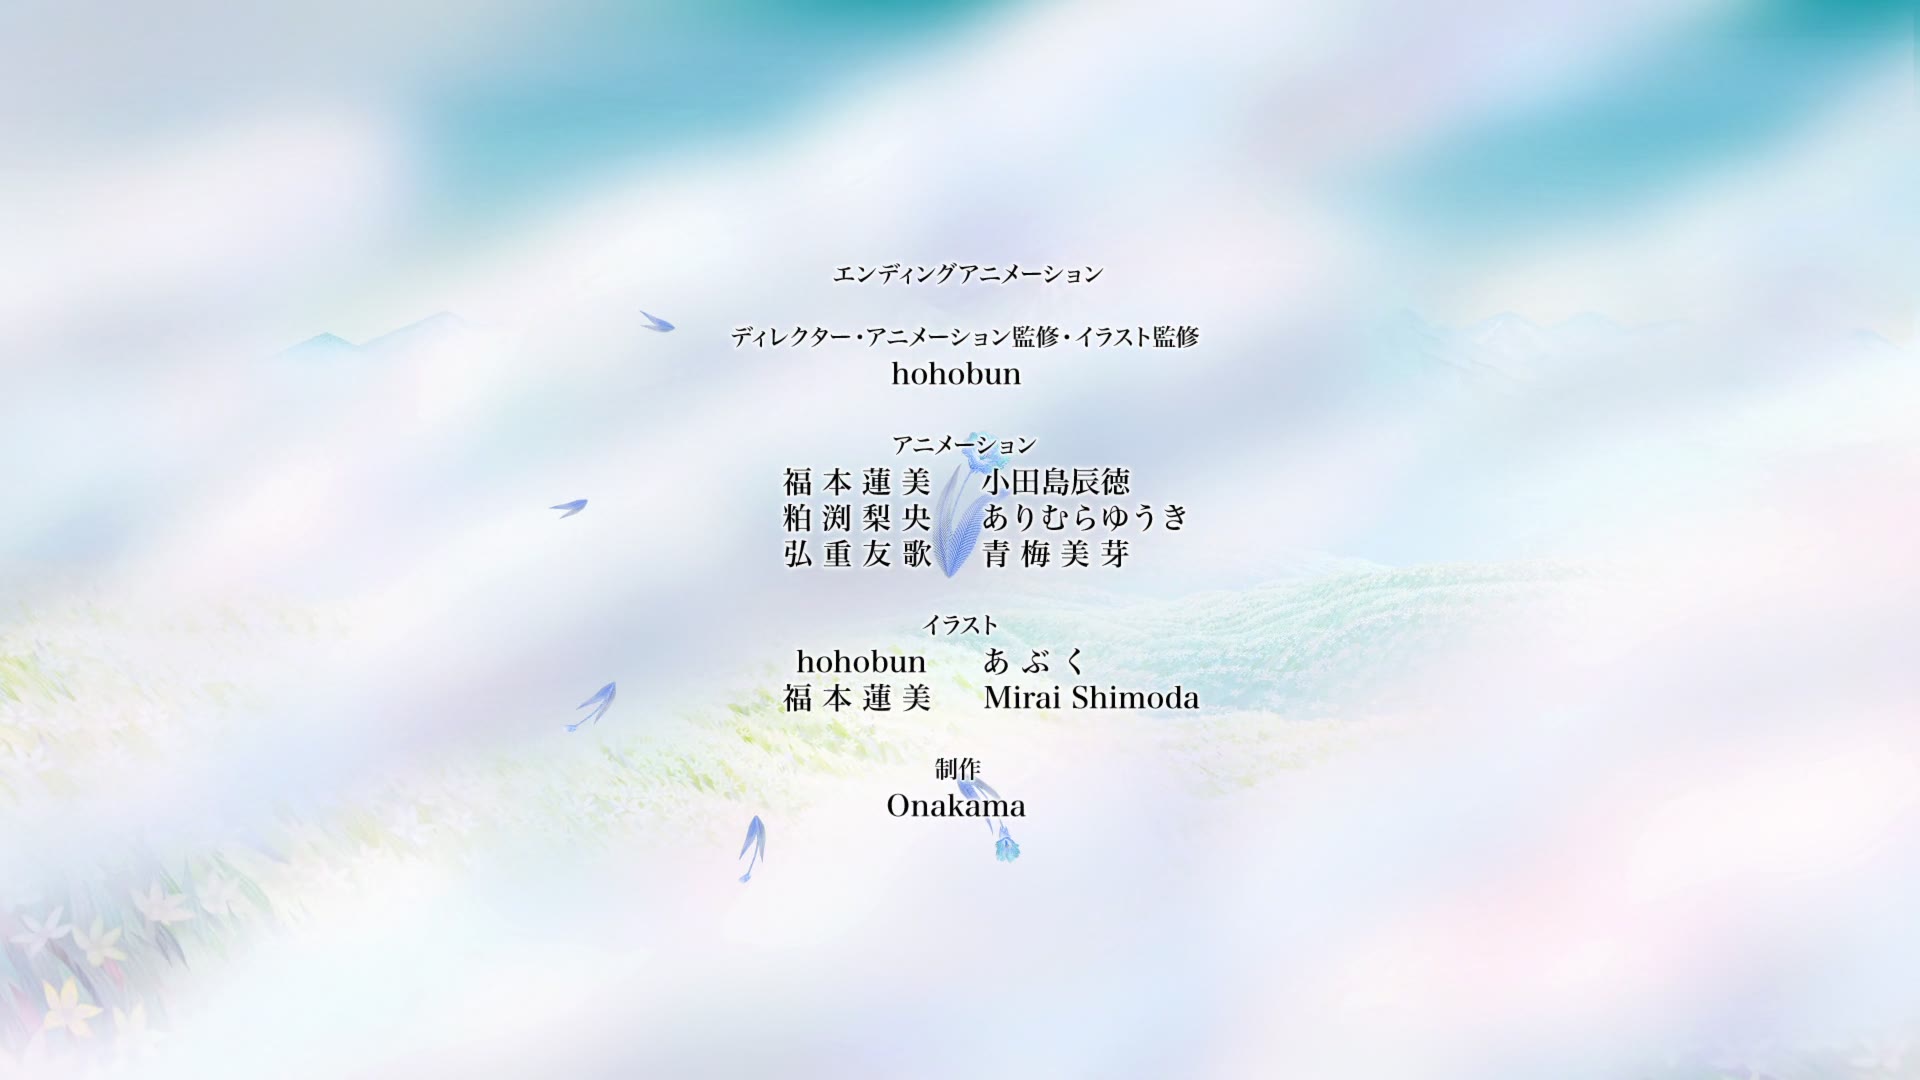 エンディングアニメーション
ディレクター・アニメーション監修・イラスト監修
hohobun
アニメーション
福本蓮美 小田島辰徳
粕渕梨央 ありむらゆうき
弘重友歌 青梅美芽
イラスト
hohobun あぶく
福本蓮美 Mirai Shimoda
制作
Onakama